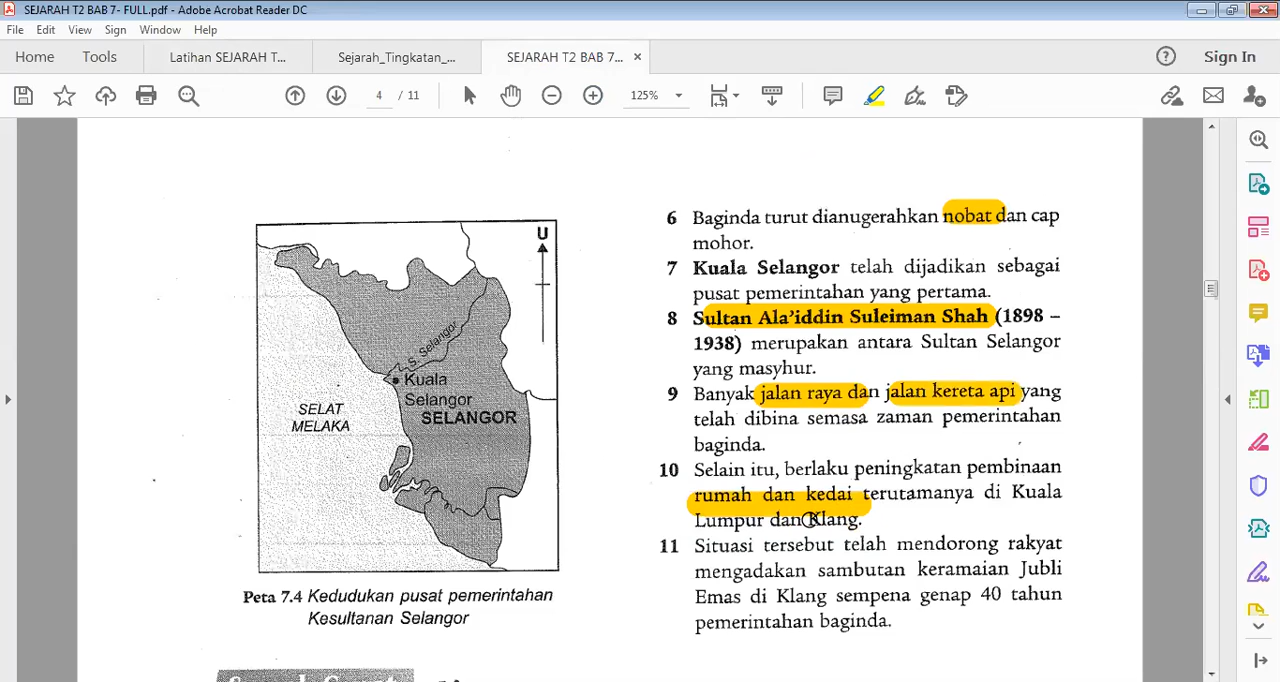 SEJARAH T2 BAB 7- FULL.pdf - Adobe Acrobat Reader DC
File Edit View Sign Window Help
Home Tools Latihan SEJARAH T... Sejarah_Tingkatan_... SEJARAH T2 BAB 7... × ? Sign In
4 / 11 125%
U
L.S. Selangor
Kuala
Selangor
SELANGOR
SELAT
MELAKA
Peta 7.4 Kedudukan pusat pemerintahan
Kesultanan Selangor
6 Baginda turut dianugerahkan nobat dan cap
mohor.
7 Kuala Selangor telah dijadikan sebagai
pusat pemerintahan yang pertama.
8 Sultan Ala'iddin Suleiman Shah (1898 –
1938) merupakan antara Sultan Selangor
yang masyhur.
9 Banyak jalan raya dan jalan kereta api yang
telah dibina semasa zaman pemerintahan
baginda.
10 Selain itu, berlaku peningkatan pembinaan
rumah dan kedai terutamanya di Kuala
Lumpur dan Klang.
11 Situasi tersebut telah mendorong rakyat
mengadakan sambutan keramaian Jubli
Emas di Klang sempena genap 40 tahun
pemerintahan baginda.